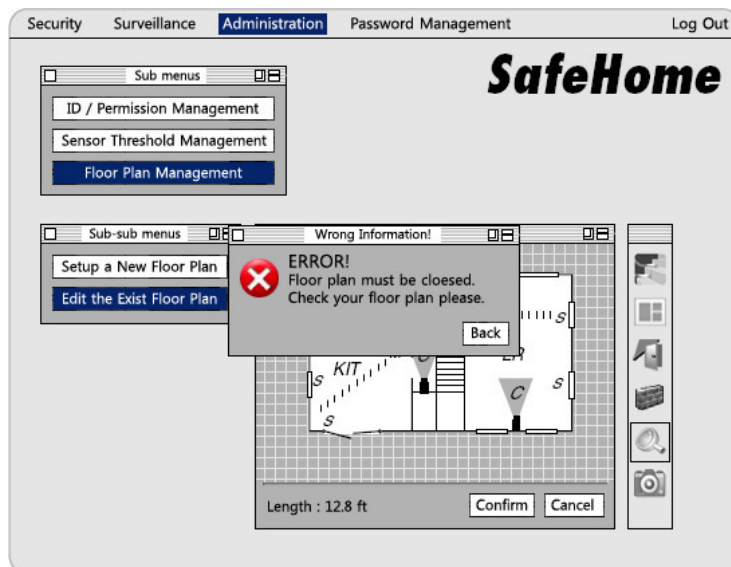 Security Surveillance Administration Password Management Log Out
SafeHome
Sub menus
ID / Permission Management
Sensor Threshold Management
Floor Plan Management
Sub-sub menus
Setup a New Floor Plan
Edit the Exist Floor Plan
Wrong Information!
ERROR!
Floor plan must be cloesed.
Check your floor plan please.
Back
S
KIT
S
S
S
C
Length : 12.8 ft
Confirm Cancel